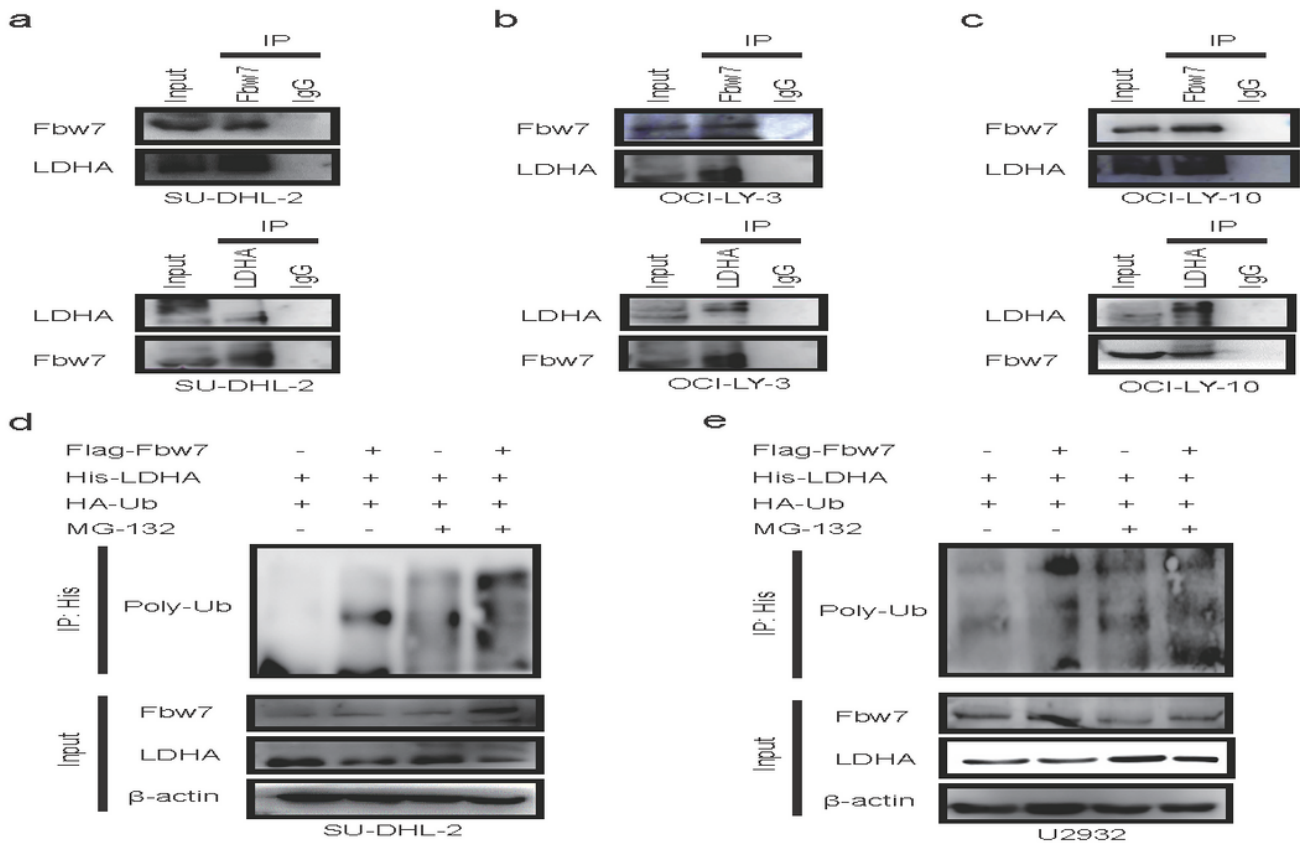 a
IP
Input Fbw7 IgG
Fbw7
LDHA
SU-DHL-2
IP
Input LDHA IgG
LDHA
Fbw7
SU-DHL-2
b
IP
Input Fbw7 IgG
Fbw7
LDHA
OCI-LY-3
IP
Input LDHA IgG
LDHA
Fbw7
OCI-LY-3
c
IP
Input Fbw7 IgG
Fbw7
LDHA
OCI-LY-10
IP
Input LDHA IgG
LDHA
Fbw7
OCI-LY-10
d
Flag-Fbw7 - + - +
His-LDHA + + + +
HA-Ub + + + +
MG-132 - - + +
IP: His
Poly-Ub
Input
Fbw7
LDHA
β-actin
SU-DHL-2
e
Flag-Fbw7 - + - +
His-LDHA + + + +
HA-Ub + + + +
MG-132 - - + +
IP: His
Poly-Ub
Input
Fbw7
LDHA
β-actin
U2932